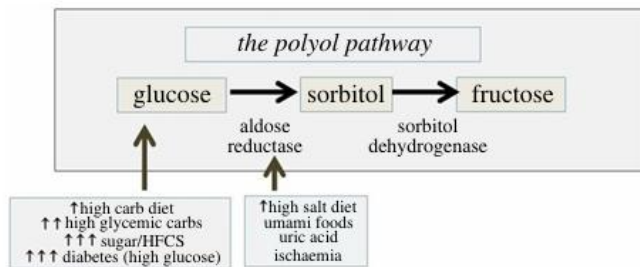 the polyol pathway
glucose sorbitol fructose
aldose
reductase
sorbitol
dehydrogenase
↑high carb diet
↑↑high glycemic carbs
↑↑↑ sugar/HFCS
↑↑↑ diabetes (high glucose)
↑high salt diet
umami foods
uric acid
ischaemia